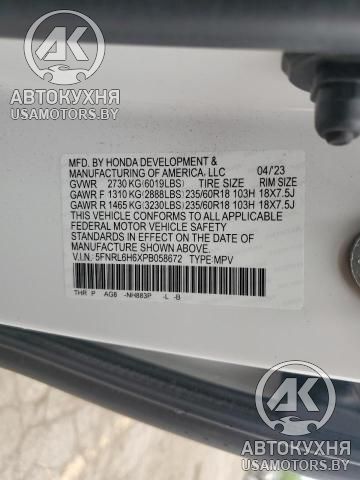 АК
АВТОКУХНЯ
USAMOTORS.BY
MFD. BY HONDA DEVELOPMENT &
MANUFACTURING OF AMERICA, LLC 04/23
GVWR 2730 KG (6019LBS) TIRE SIZE RIM SIZE
GAWR F 1310 KG (2888LBS) 235/60R18 103H 18X7.5J
GAWR R 1465 KG (3230LBS) 235/60R18 103H 18X7.5J
THIS VEHICLE CONFORMS TO ALL APPLICABLE
FEDERAL MOTOR VEHICLE SAFETY STANDARDS
IN EFFECT ON THE DATE OF MANUFACTURE
SHOWN ABOVE.
V.I.N. 5FNRL6H6XPB058672 TYPE: MPV
THR P AG8 -NH883P -L -B
АК
АВТОКУХНЯ
USAMOTORS.BY